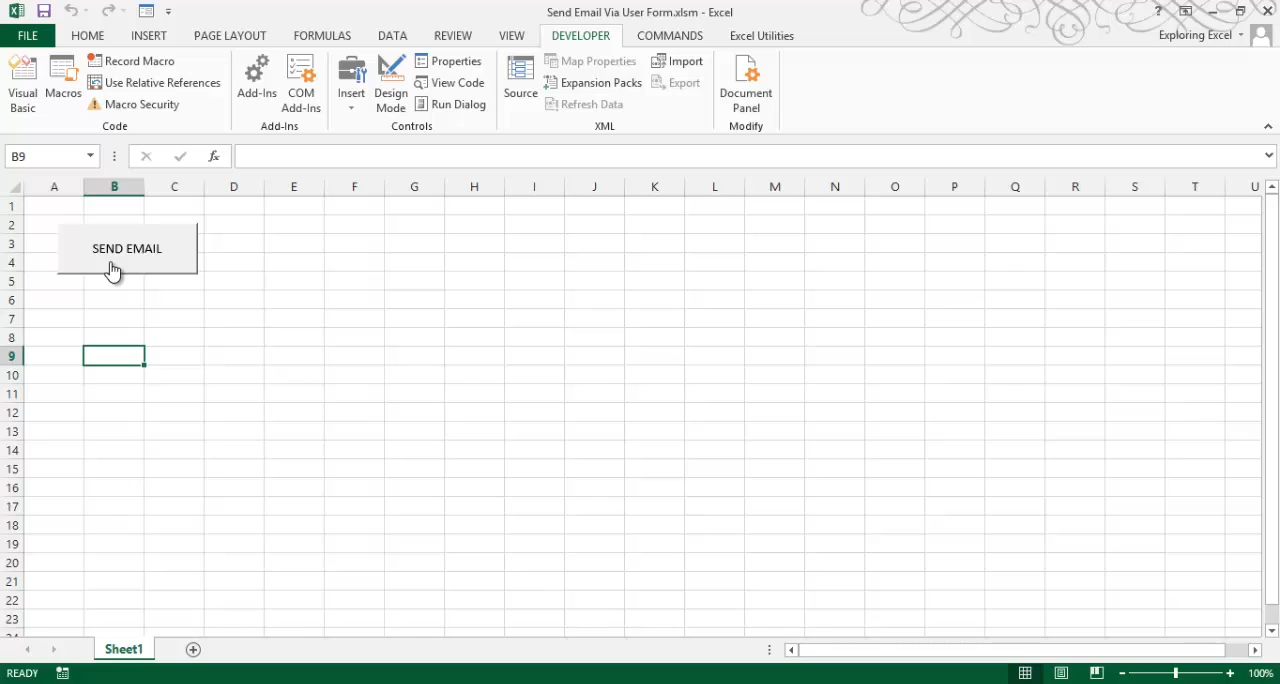 Send Email Via User Form.xlsm - Excel
?
FILE HOME INSERT PAGE LAYOUT FORMULAS DATA REVIEW VIEW DEVELOPER COMMANDS Excel Utilities Exploring Excel
Visual Basic
Macros
Record Macro
Use Relative References
Macro Security
Code
Add-Ins
COM Add-Ins
Add-Ins
Insert
Design Mode
Properties
View Code
Run Dialog
Controls
Source
Map Properties
Expansion Packs
Refresh Data
Import
Export
XML
Document Panel
Modify
B9
fx
A B C D E F G H I J K L M N O P Q R S T U
1
2
3
SEND EMAIL
4
5
6
7
8
9
10
11
12
13
14
15
16
17
18
19
20
21
22
23
24
Sheet1
READY
100%